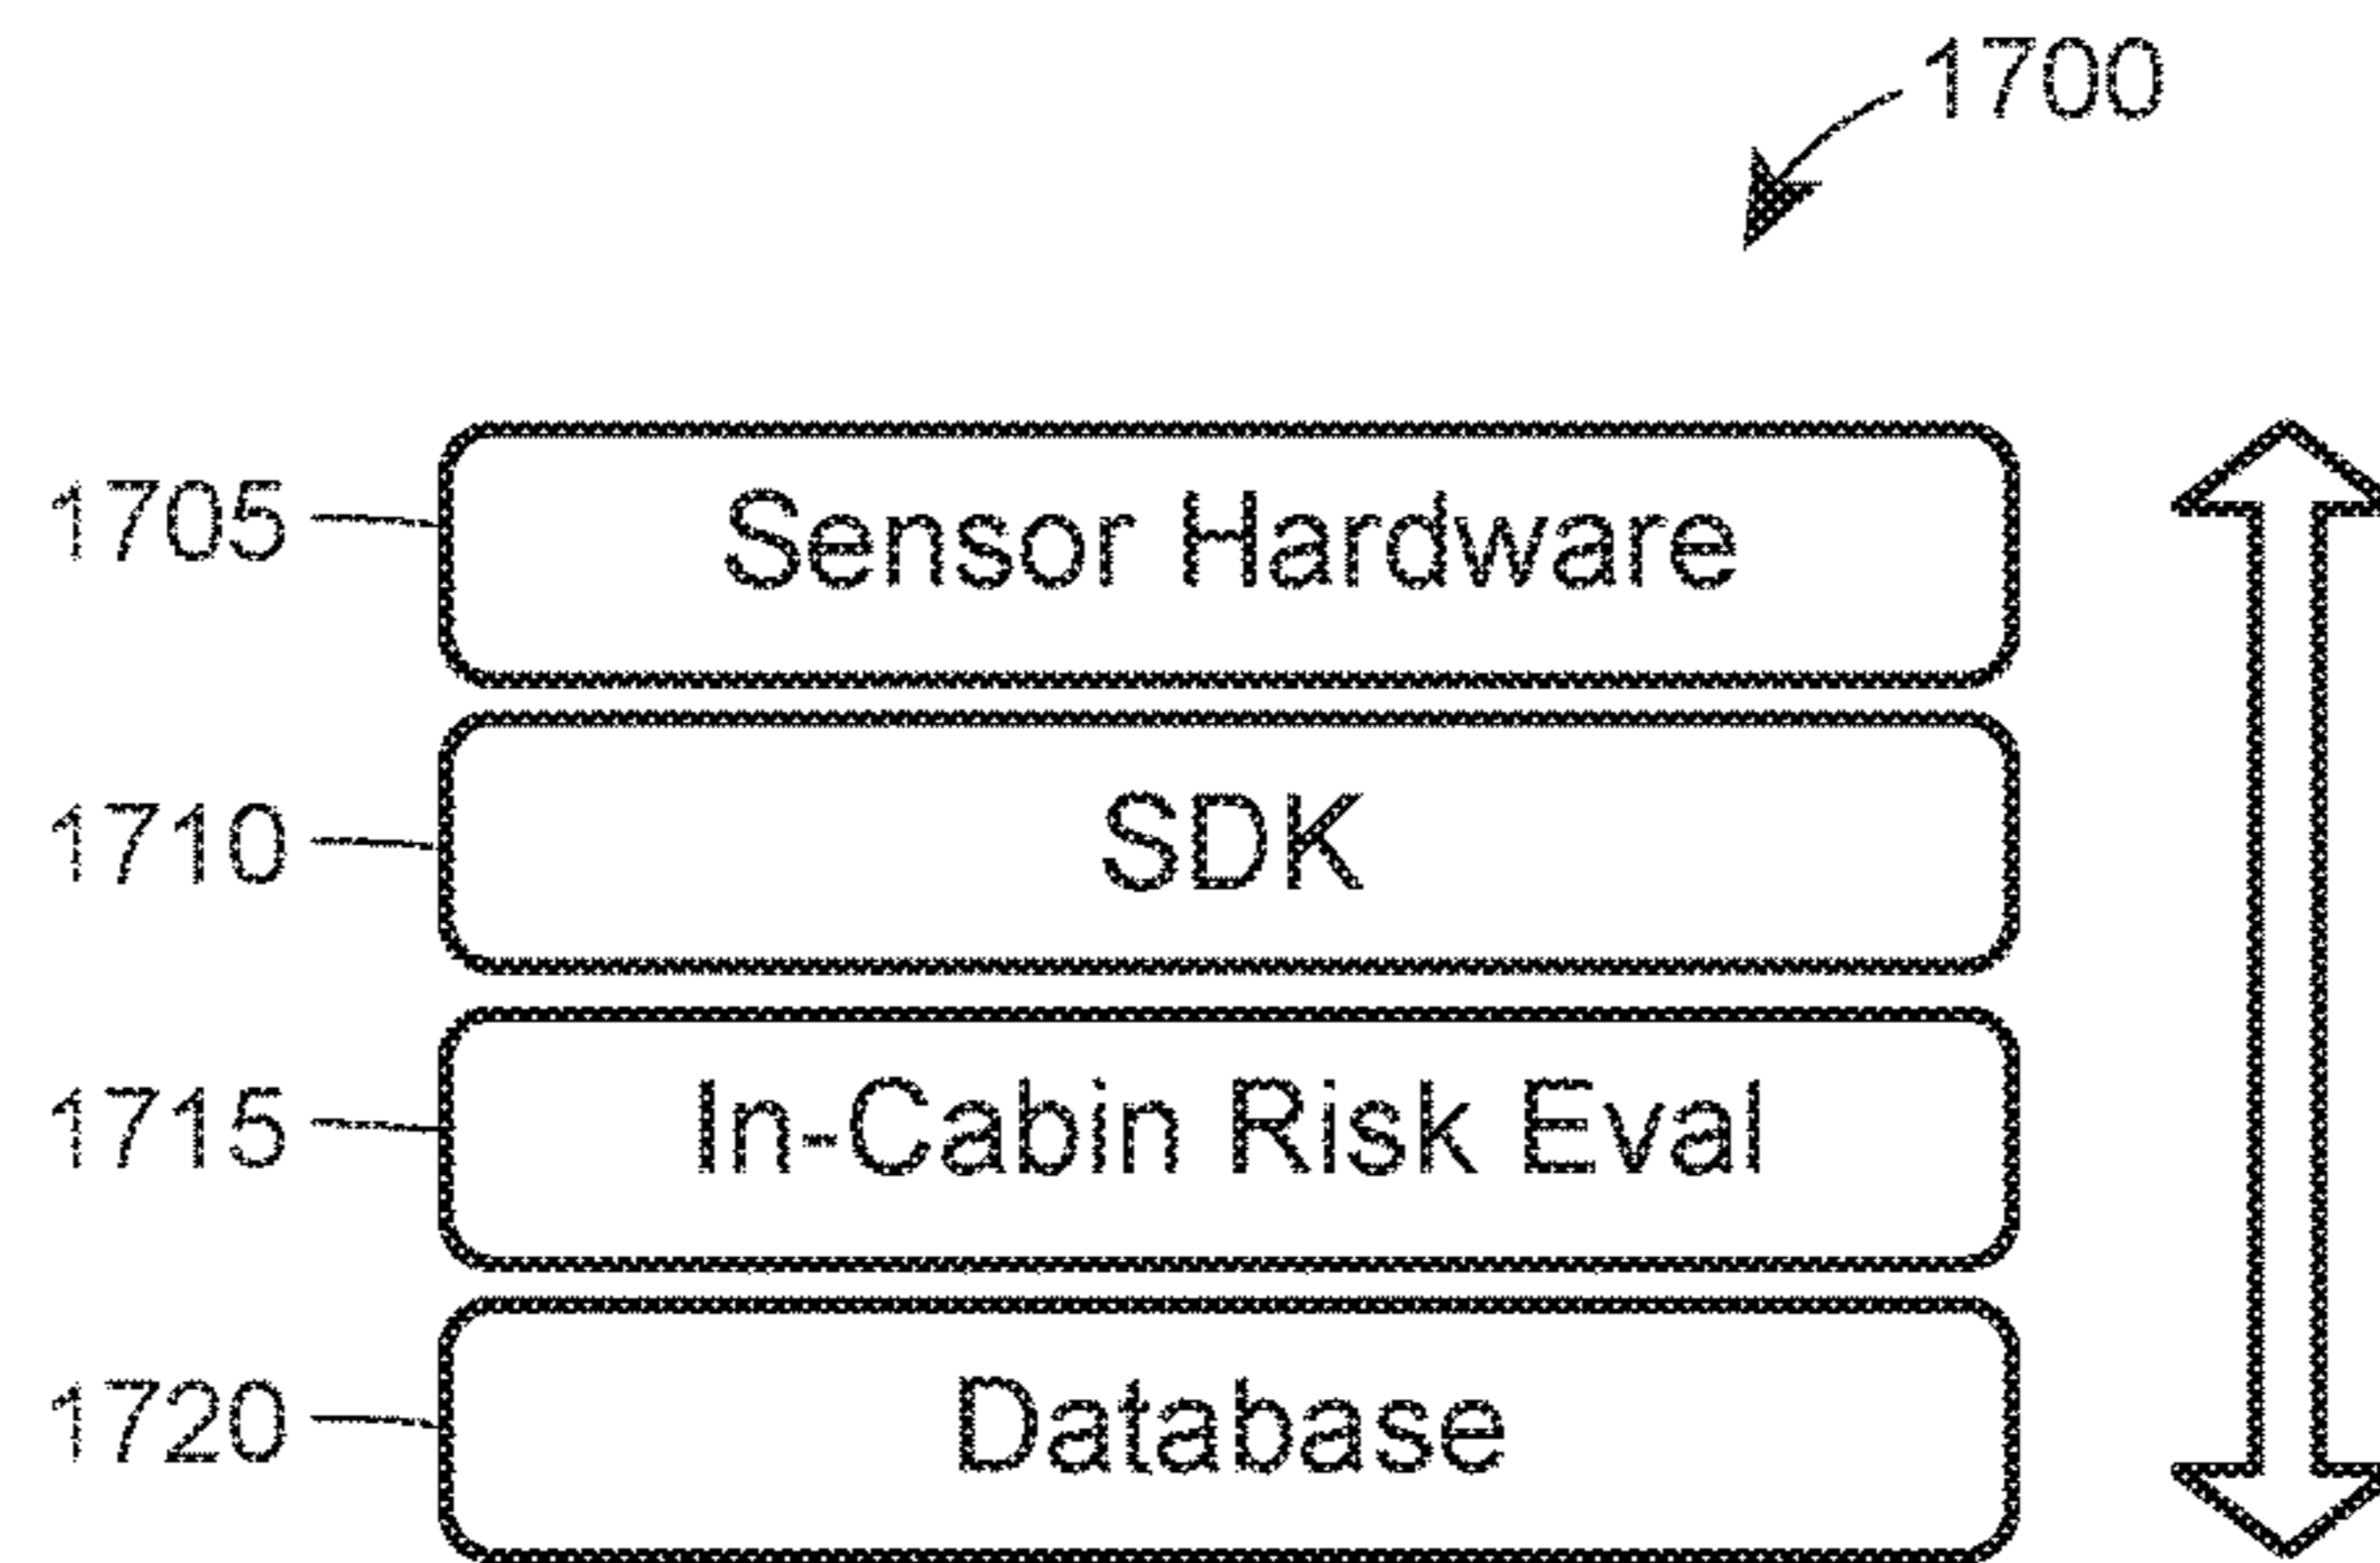 1700
1705 Sensor Hardware
1710 SDK
1715 In-Cabin Risk Eval
1720 Database